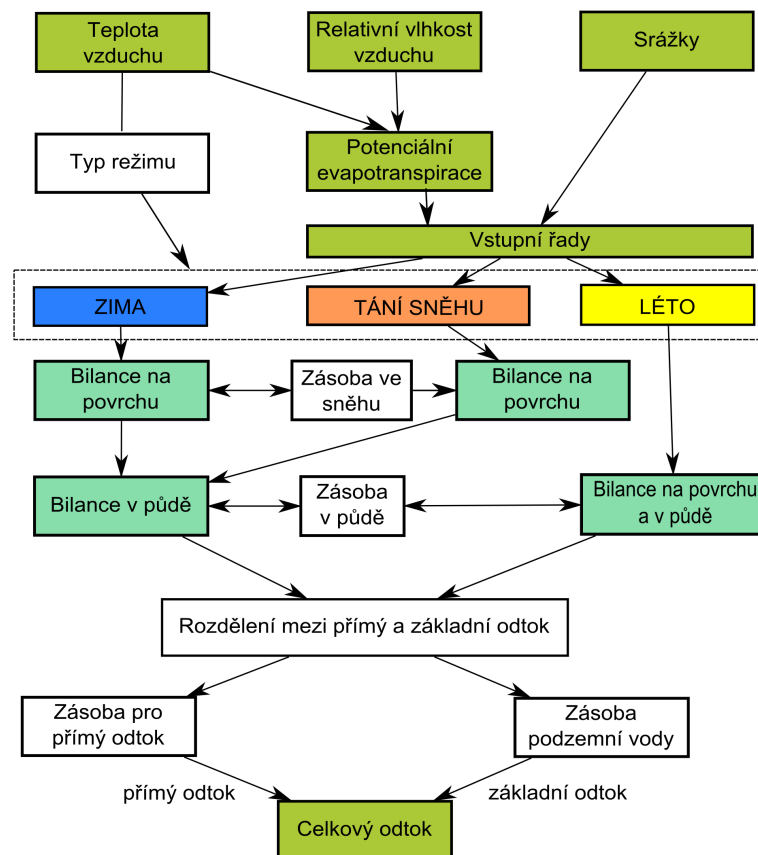 Teplota
vzduchu
Relativní vlhkost
vzduchu
Srážky
Typ režimu
Potenciální
evapotranspirace
Vstupní řady
ZIMA
TÁNÍ SNĚHU
LÉTO
Bilance na
povrchu
Zásoba ve
sněhu
Bilance na
povrchu
Bilance v půdě
Zásoba
v půdě
Bilance na povrchu
a v půdě
Rozdělení mezi přímý a základní odtok
Zásoba pro
přímý odtok
Zásoba
podzemní vody
přímý odtok
základní odtok
Celkový odtok